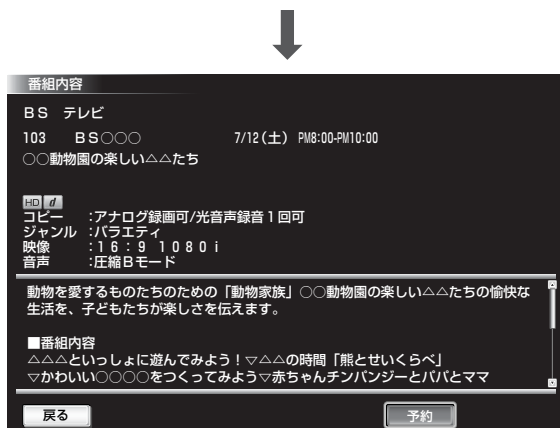 番組内容
BS テレビ
103 BS○○○ 7/12(土) PM8:00-PM10:00
○○動物園の楽しい△△たち
HD d
コピー :アナログ録画可/光音声録音1回可
ジャンル :バラエティ
映像 :16:9 1080i
音声 :圧縮Bモード
動物を愛するものたちのための「動物家族」○○動物園の楽しい△△たちの愉快な
生活を、子どもたちが楽しさを伝えます。
■番組内容
△△△といっしょに遊んでみよう!▽△△の時間「熊とせいくらべ」
▽かわいい○○○○をつくってみよう▽赤ちゃんチンパンジーとパパとママ
戻る 予約